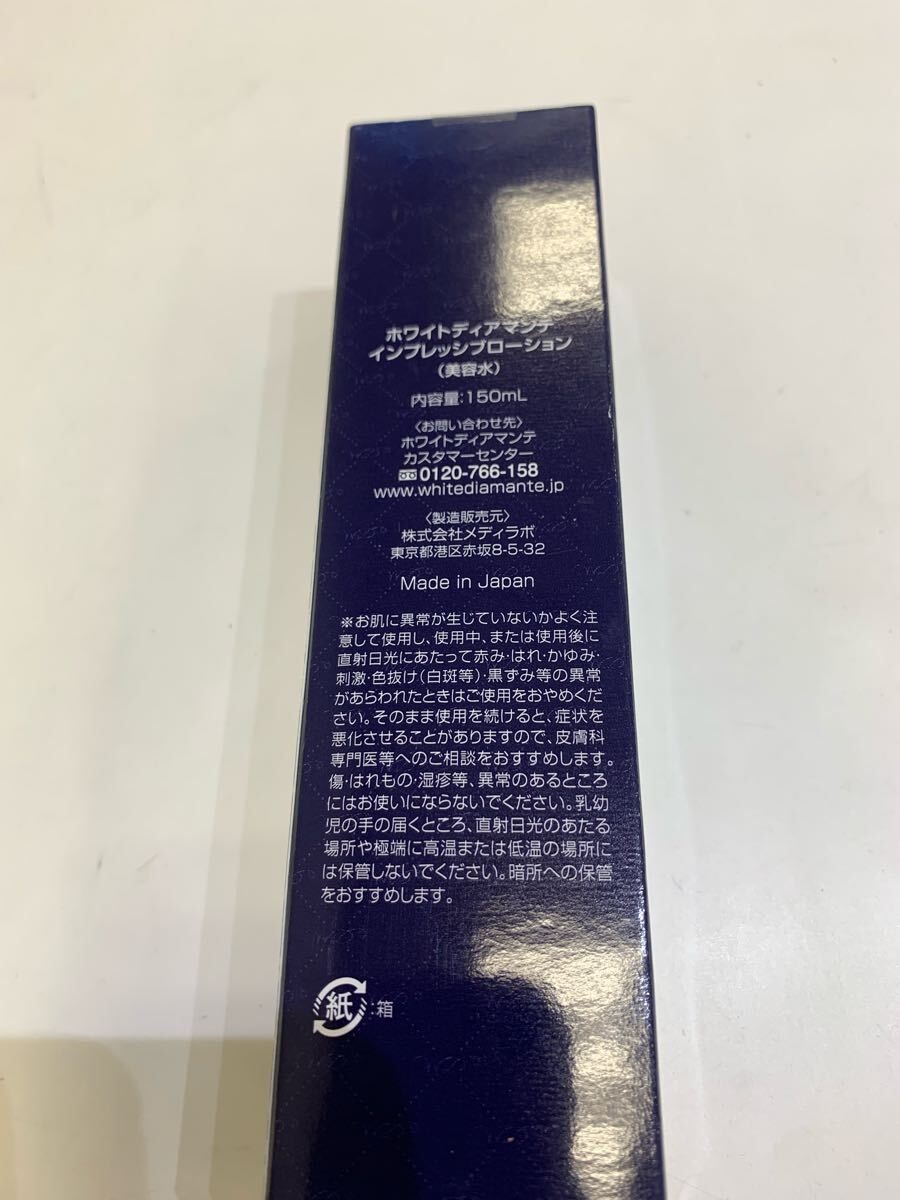 ホワイトディアマンテ
インプレッシブローション
（美容水）
内容量:150mL
〈お問い合わせ先〉
ホワイトディアマンテ
カスタマーセンター
0120-766-158
www.whitediamante.jp
〈製造販売元〉
株式会社メディラボ
東京都港区赤坂8-5-32
Made in Japan
※お肌に異常が生じていないかよく注
意して使用し、使用中、または使用後に
直射日光にあたって赤み・はれ・かゆみ・
刺激・色抜け（白斑等）・黒ずみ等の異常
があらわれたときはご使用をおやめくだ
さい。そのまま使用を続けると、症状を
悪化させることがありますので、皮膚科
専門医等へのご相談をおすすめします。
傷・はれもの・湿疹等、異常のあるところ
にはお使いにならないでください。乳幼
児の手の届くところ、直射日光のあたる
場所や極端に高温または低温の場所に
は保管しないでください。暗所への保管
をおすすめします。
紙:箱